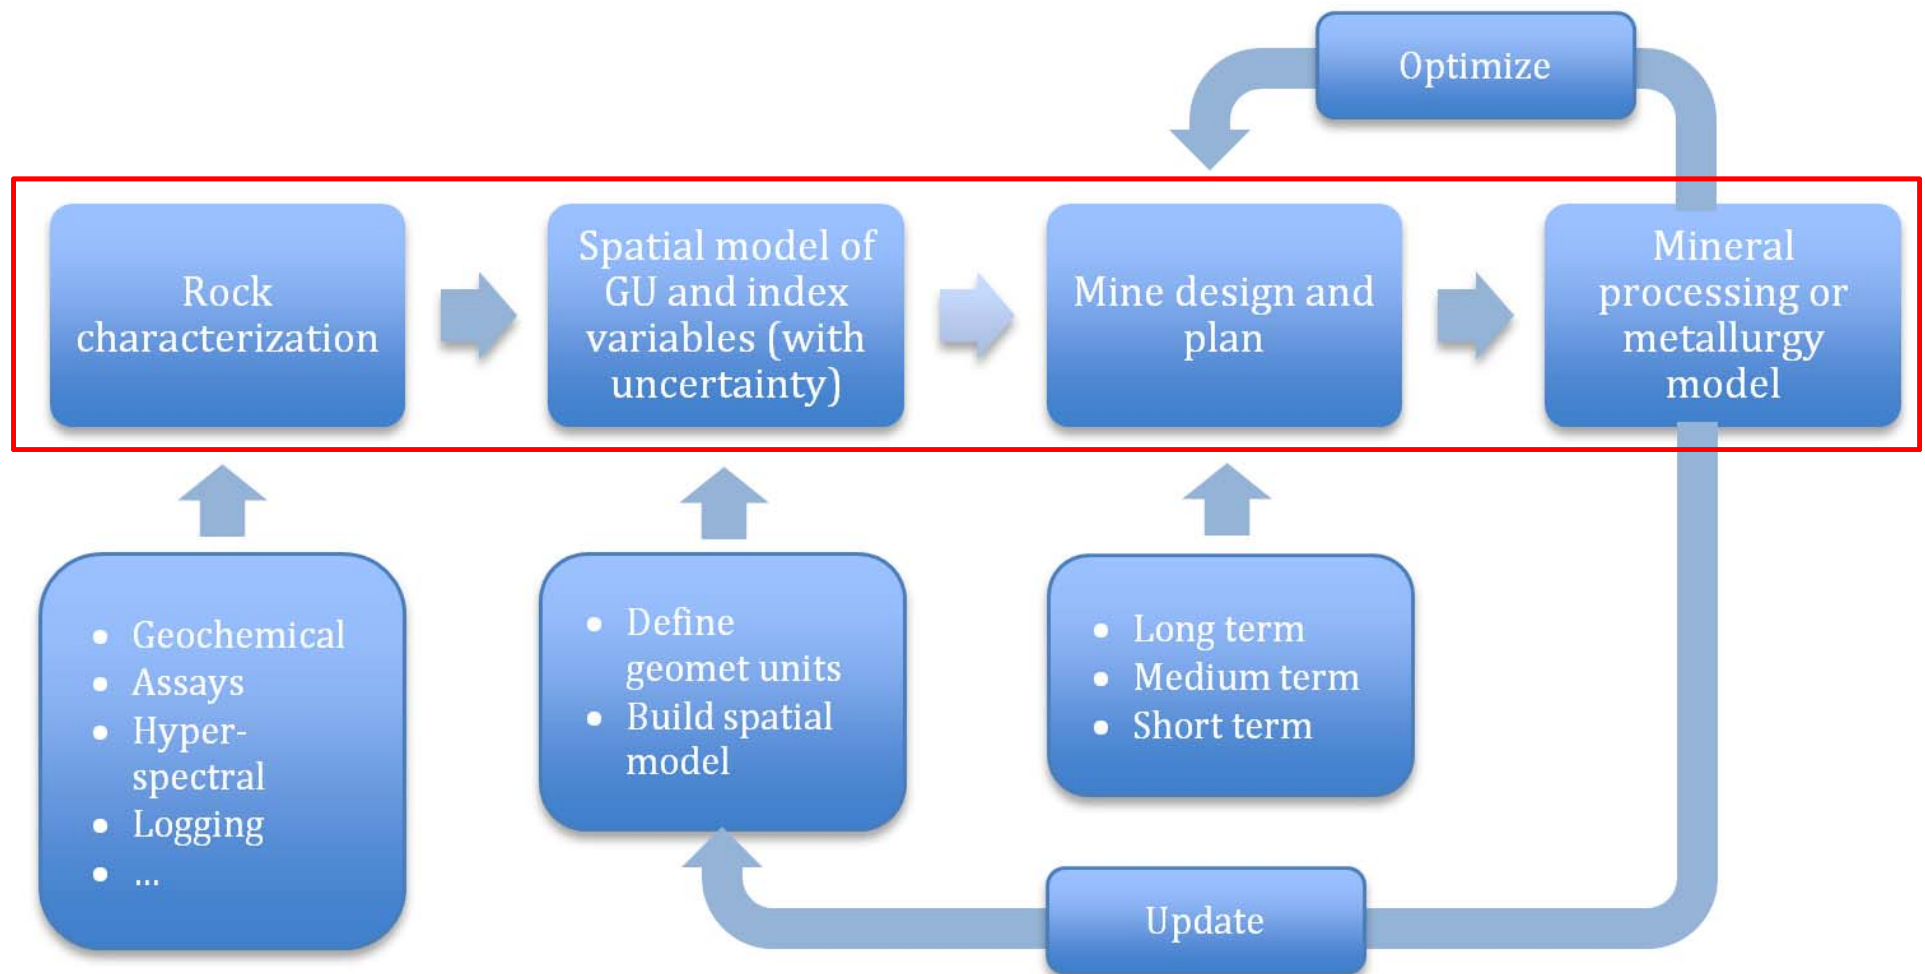 Optimize
Rock
characterization
Spatial model of
GU and index
variables (with
uncertainty)
Mine design and
plan
Mineral
processing or
metallurgy
model
• Geochemical
• Assays
• Hyper-
spectral
• Logging
• ...
• Define
geomet units
• Build spatial
model
• Long term
• Medium term
• Short term
Update